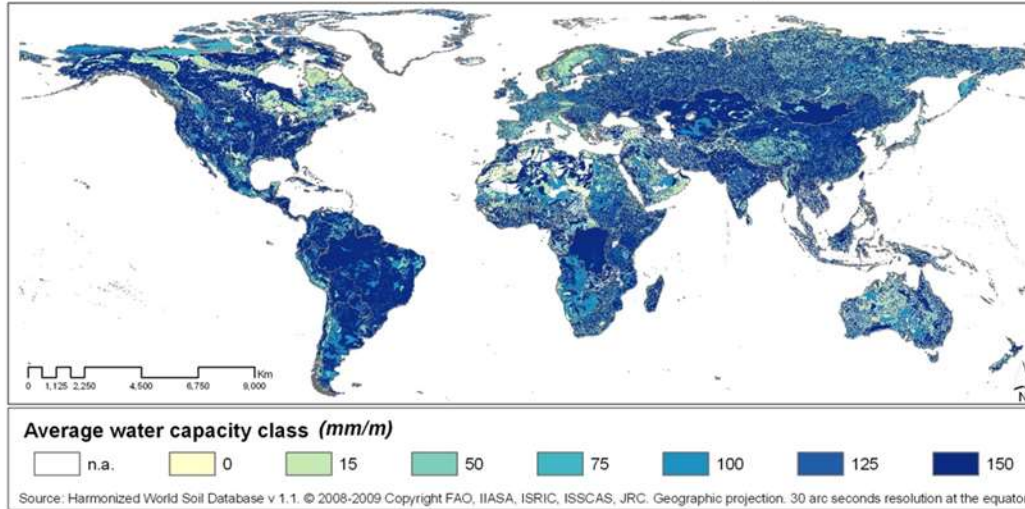 Km
0 1,125 2,250 4,500 6,750 9,000
N
Average water capacity class (mm/m)
n.a. 0 15 50 75 100 125 150
Source: Harmonized World Soil Database v 1.1. © 2008-2009 Copyright FAO, IIASA, ISRIC, ISSCAS, JRC. Geographic projection. 30 arc seconds resolution at the equator